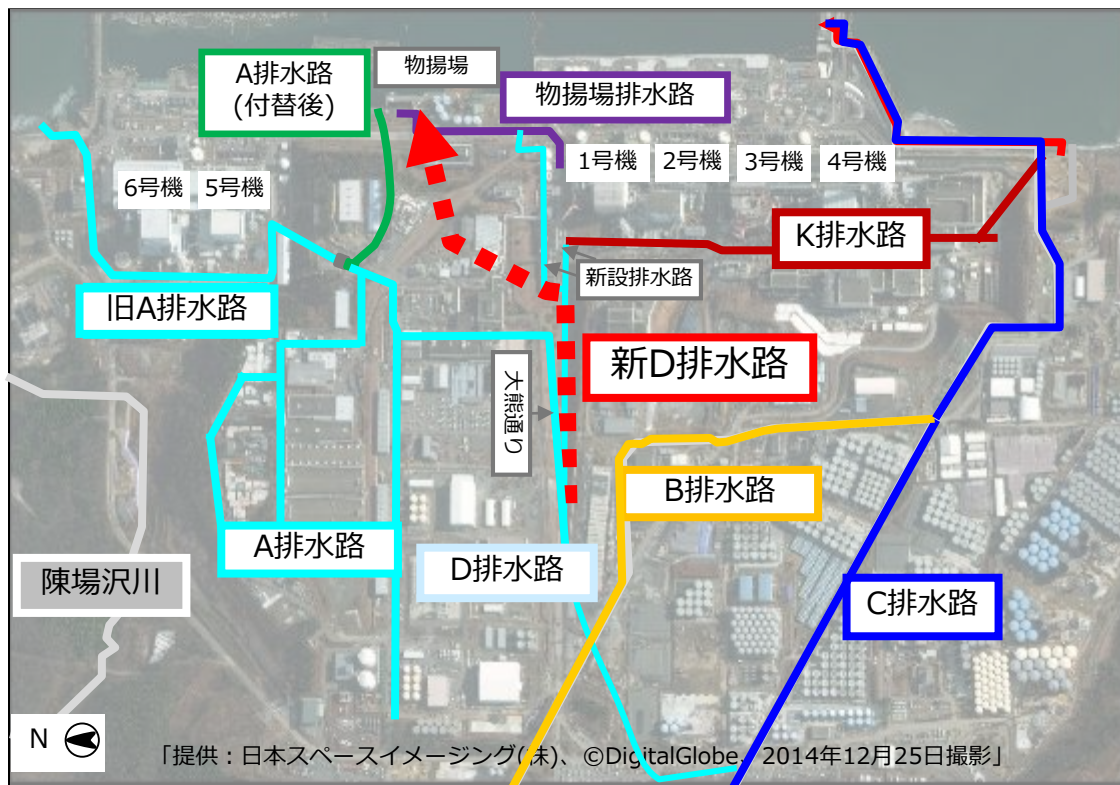 A排水路
(付替後)
物揚場
物揚場排水路
1号機
2号機
3号機
4号機
6号機
5号機
K排水路
新設排水路
旧A排水路
新D排水路
大熊通り
B排水路
A排水路
D排水路
陳場沢川
C排水路
N
「提供：日本スペースイメージング(株)、©DigitalGlobe、2014年12月25日撮影」